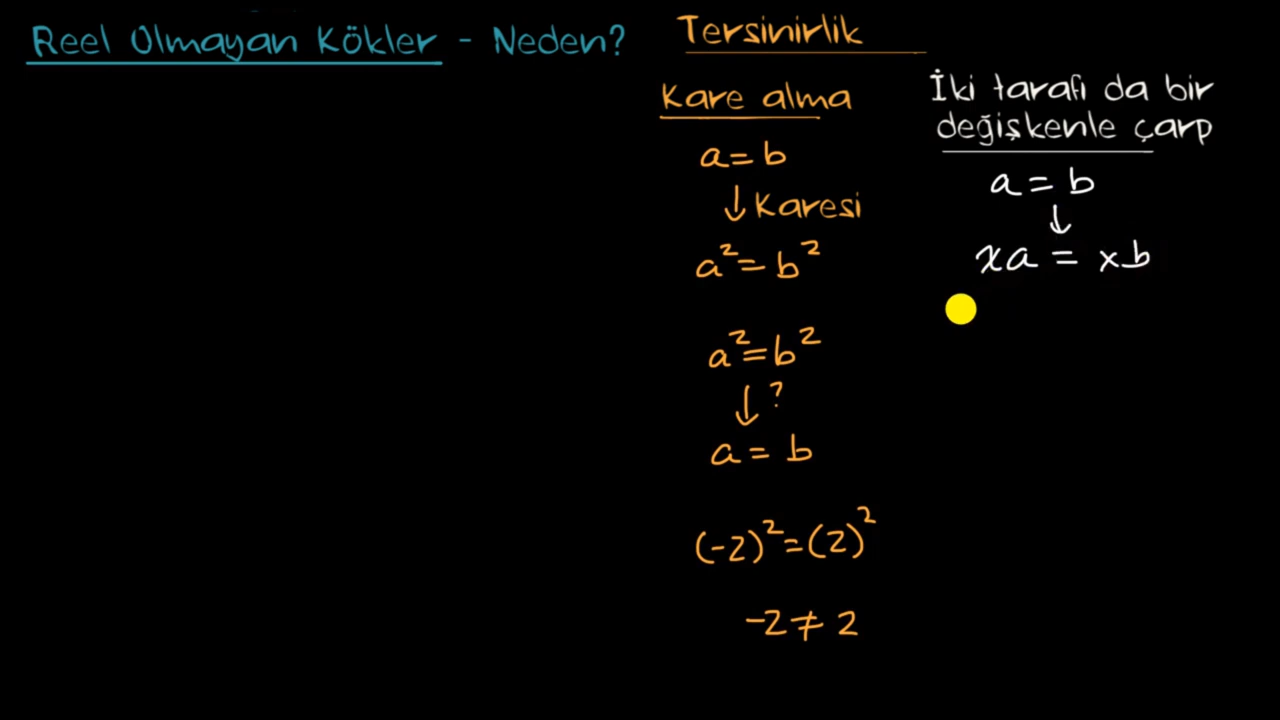 Reel Olmayan Kökler - Neden?
Tersinirlik
Kare alma
a = b
↓ Karesi
a² = b²
a² = b²
↓ ?
a = b
(-2)² = (2)²
-2 ≠ 2
İki tarafı da bir
değişkenle çarp
a = b
↓
xa = xb